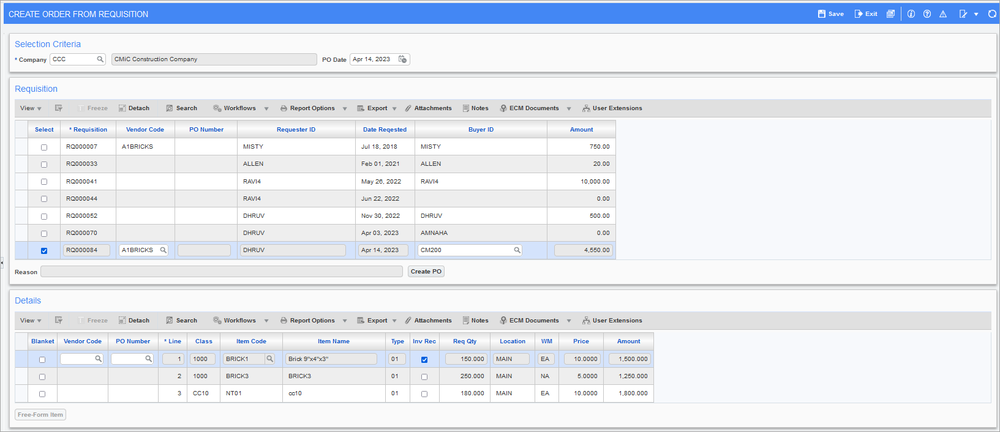 CREATE ORDER FROM REQUISITION Save Exit
Selection Criteria
* Company CCC CMiC Construction Company PO Date Apr 14, 2023
Requisition
View Freeze Detach Search Workflows Report Options Export Attachments Notes ECM Documents User Extensions
Select * Requisition Vendor Code PO Number Requester ID Date Reqested Buyer ID Amount
RQ000007 A1BRICKS MISTY Jul 18, 2018 MISTY 750.00
RQ000033 ALLEN Feb 01, 2021 ALLEN 20.00
RQ000041 RAVI4 May 26, 2022 RAVI4 10,000.00
RQ000044 RAVI4 Jun 22, 2022 0.00
RQ000052 DHRUV Nov 30, 2022 DHRUV 500.00
RQ000070 DHRUV Apr 03, 2023 AMNAHA 0.00
RQ000084 A1BRICKS DHRUV Apr 14, 2023 CM200 4,550.00
Reason Create PO
Details
View Freeze Detach Search Workflows Report Options Export Attachments Notes ECM Documents User Extensions
Blanket Vendor Code PO Number * Line Class Item Code Item Name Type Inv Rec Req Qty Location WM Price Amount
1 1000 BRICK1 Brick 9"x4"x3" 01 150.000 MAIN EA 10.0000 1,500.000
2 1000 BRICK3 BRICK3 01 250.000 MAIN NA 5.0000 1,250.000
3 CC10 NT01 cc10 01 180.000 MAIN EA 10.0000 1,800.000
Free-Form Item